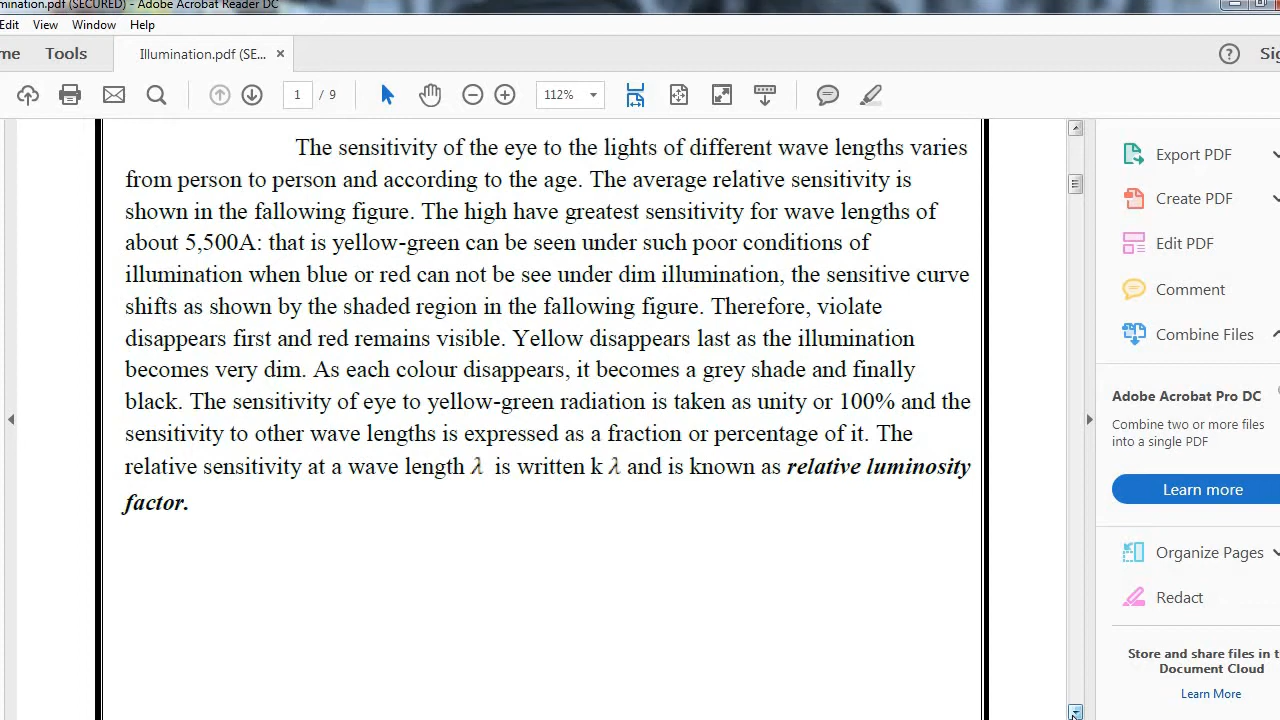 mination.pdf (SECURED) - Adobe Acrobat Reader DC
Edit View Window Help
me Tools Illumination.pdf (SE... × ? Sig
1 / 9 112%
The sensitivity of the eye to the lights of different wave lengths varies
from person to person and according to the age. The average relative sensitivity is
shown in the fallowing figure. The high have greatest sensitivity for wave lengths of
about 5,500A: that is yellow-green can be seen under such poor conditions of
illumination when blue or red can not be see under dim illumination, the sensitive curve
shifts as shown by the shaded region in the fallowing figure. Therefore, violate
disappears first and red remains visible. Yellow disappears last as the illumination
becomes very dim. As each colour disappears, it becomes a grey shade and finally
black. The sensitivity of eye to yellow-green radiation is taken as unity or 100% and the
sensitivity to other wave lengths is expressed as a fraction or percentage of it. The
relative sensitivity at a wave length λ is written k λ and is known as relative luminosity
factor.
Export PDF
Create PDF
Edit PDF
Comment
Combine Files
Adobe Acrobat Pro DC
Combine two or more files
into a single PDF
Learn more
Organize Pages
Redact
Store and share files in t
Document Cloud
Learn More